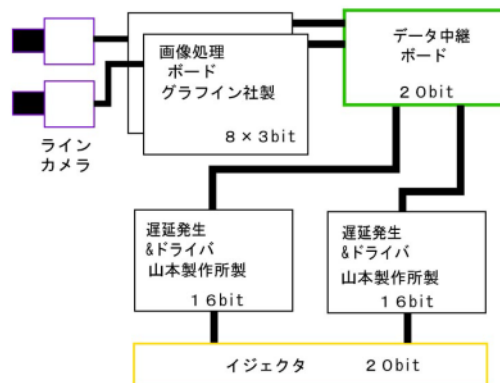 画像処理
ボード
グラフイン社製
8×3bit
データ中継
ボード
20bit
ライン
カメラ
遅延発生
&ドライバ
山本製作所製
16bit
遅延発生
&ドライバ
山本製作所製
16bit
イジェクタ 20bit